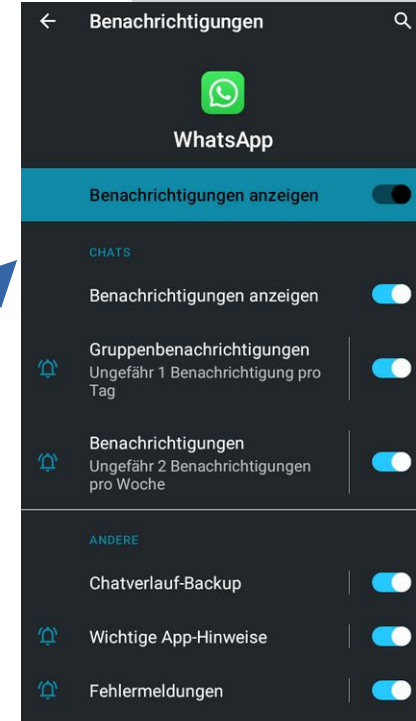 Benachrichtigungen
WhatsApp
Benachrichtigungen anzeigen
CHATS
Benachrichtigungen anzeigen
Gruppenbenachrichtigungen
Ungefähr 1 Benachrichtigung pro
Tag
Benachrichtigungen
Ungefähr 2 Benachrichtigungen
pro Woche
ANDERE
Chatverlauf-Backup
Wichtige App-Hinweise
Fehlermeldungen